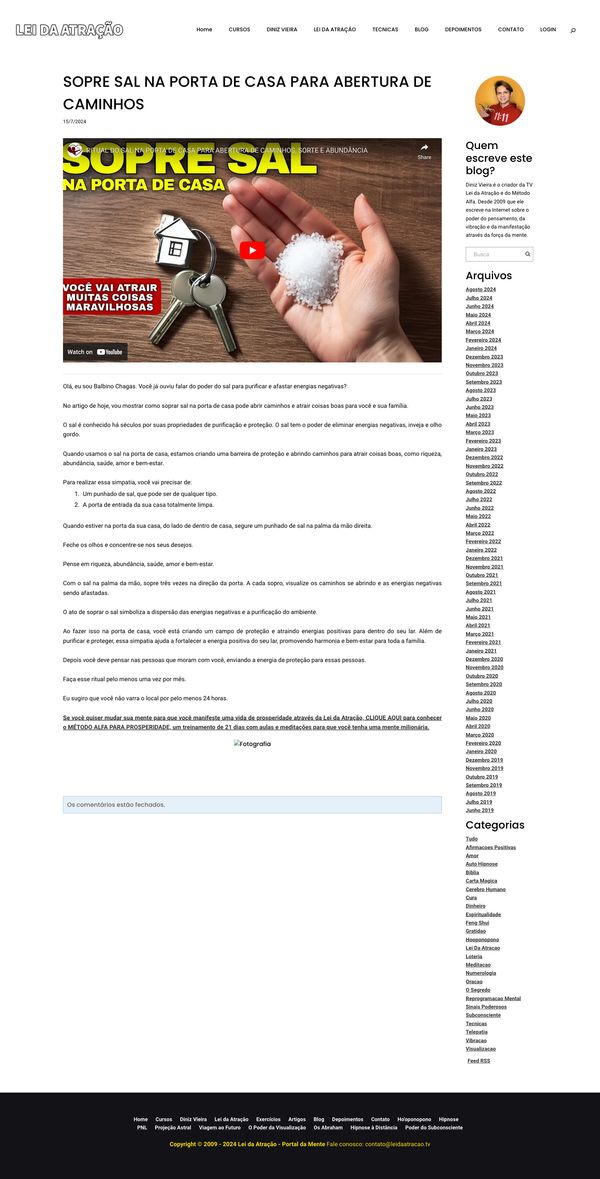 LEI DA ATRAÇÃO
Home CURSOS DINIZ VIEIRA LEI DA ATRAÇÃO TECNICAS BLOG DEPOIMENTOS CONTATO LOGIN
SOPRE SAL NA PORTA DE CASA PARA ABERTURA DE
CAMINHOS
15/7/2024
RITUAL DO SAL NA PORTA DE CASA PARA ABERTURA DE CAMINHOS, SORTE E ABUNDÂNCIA
Share
SOPRE SAL
NA PORTA DE CASA
VOCÊ VAI ATRAIR
MUITAS COISAS
MARAVILHOSAS
Watch on YouTube
Olá, eu sou Balbino Chagas. Você já ouviu falar do poder do sal para purificar e afastar energias negativas?
No artigo de hoje, vou mostrar como soprar sal na porta de casa pode abrir caminhos e atrair coisas boas para você e sua família.
O sal é conhecido há séculos por suas propriedades de purificação e proteção. O sal tem o poder de eliminar energias negativas, inveja e olho
gordo.
Quando usamos o sal na porta de casa, estamos criando uma barreira de proteção e abrindo caminhos para atrair coisas boas, como riqueza,
abundância, saúde, amor e bem-estar.
Para realizar essa simpatia, você vai precisar de:
1. Um punhado de sal, que pode ser de qualquer tipo.
2. A porta de entrada da sua casa totalmente limpa.
Quando estiver na porta da sua casa, do lado de dentro de casa, segure um punhado de sal na palma da mão direita.
Feche os olhos e concentre-se nos seus desejos.
Pense em riqueza, abundância, saúde, amor e bem-estar.
Com o sal na palma da mão, sopre três vezes na direção da porta. A cada sopro, visualize os caminhos se abrindo e as energias negativas
sendo afastadas.
O ato de soprar o sal simboliza a dispersão das energias negativas e a purificação do ambiente.
Ao fazer isso na porta de casa, você está criando um campo de proteção e atraindo energias positivas para dentro do seu lar. Além de
purificar e proteger, essa simpatia ajuda a fortalecer a energia positiva do seu lar, promovendo harmonia e bem-estar para toda a família.
Depois você deve pensar nas pessoas que moram com você, enviando a energia de proteção para essas pessoas.
Faça esse ritual pelo menos uma vez por mês.
Eu sugiro que você não varra o local por pelo menos 24 horas.
Se você quiser mudar sua mente para que você manifeste uma vida de prosperidade através da Lei da Atração, CLIQUE AQUI para conhecer
o MÉTODO ALFA PARA PROSPERIDADE, um treinamento de 21 dias com aulas e meditações para que você tenha uma mente milionária.
Fotografia
Os comentários estão fechados.
11:11
Quem
escreve este
blog?
Diniz Vieira é o criador da TV
Lei da Atração e do Método
Alfa. Desde 2009 que ele
escreve na Internet sobre o
poder do pensamento, da
vibração e da manifestação
através da força da mente.
Busca
Arquivos
Agosto 2024
Julho 2024
Junho 2024
Maio 2024
Abril 2024
Março 2024
Fevereiro 2024
Janeiro 2024
Dezembro 2023
Novembro 2023
Outubro 2023
Setembro 2023
Agosto 2023
Julho 2023
Junho 2023
Maio 2023
Abril 2023
Março 2023
Fevereiro 2023
Janeiro 2023
Dezembro 2022
Novembro 2022
Outubro 2022
Setembro 2022
Agosto 2022
Julho 2022
Junho 2022
Maio 2022
Abril 2022
Março 2022
Fevereiro 2022
Janeiro 2022
Dezembro 2021
Novembro 2021
Outubro 2021
Setembro 2021
Agosto 2021
Julho 2021
Junho 2021
Maio 2021
Abril 2021
Março 2021
Fevereiro 2021
Janeiro 2021
Dezembro 2020
Novembro 2020
Outubro 2020
Setembro 2020
Agosto 2020
Julho 2020
Junho 2020
Maio 2020
Abril 2020
Março 2020
Fevereiro 2020
Janeiro 2020
Dezembro 2019
Novembro 2019
Outubro 2019
Setembro 2019
Agosto 2019
Julho 2019
Junho 2019
Categorias
Tudo
Afirmacoes Positivas
Amor
Auto Hipnose
Biblia
Carta Magica
Cerebro Humano
Cura
Dinheiro
Espiritualidade
Feng Shui
Gratidao
Hooponopono
Lei Da Atracao
Loteria
Meditacao
Numerologia
Oracao
O Segredo
Reprogramacao Mental
Sinais Poderosos
Subconsciente
Tecnicas
Telepatia
Vibracao
Visualizacao
Feed RSS
Home Cursos Diniz Vieira Lei da Atração Exercícios Artigos Blog Depoimentos Contato Ho'oponopono Hipnose
PNL Projeção Astral Viagem ao Futuro O Poder da Visualização Os Abraham Hipnose à Distância Poder do Subconsciente
Copyright © 2009 - 2024 Lei da Atração - Portal da Mente Fale conosco: contato@leidaatracao.tv